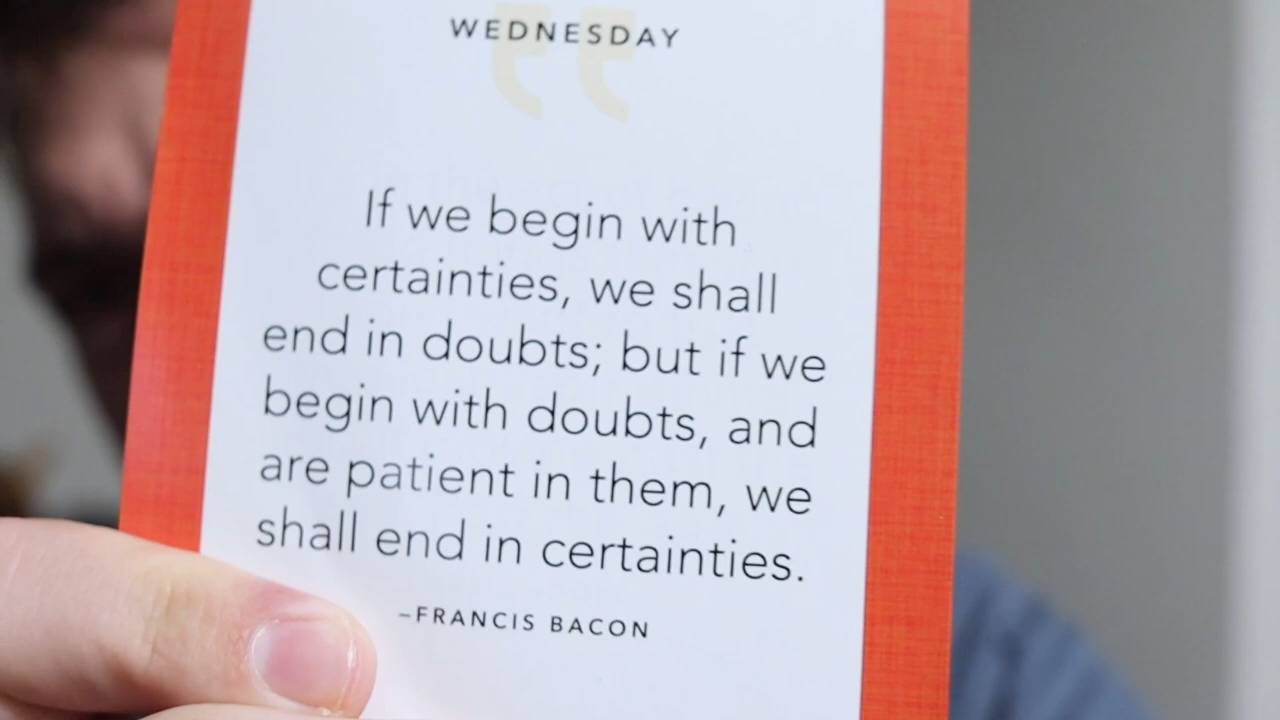 WEDNESDAY
If we begin with
certainties, we shall
end in doubts; but if we
begin with doubts, and
are patient in them, we
shall end in certainties.
–FRANCIS BACON